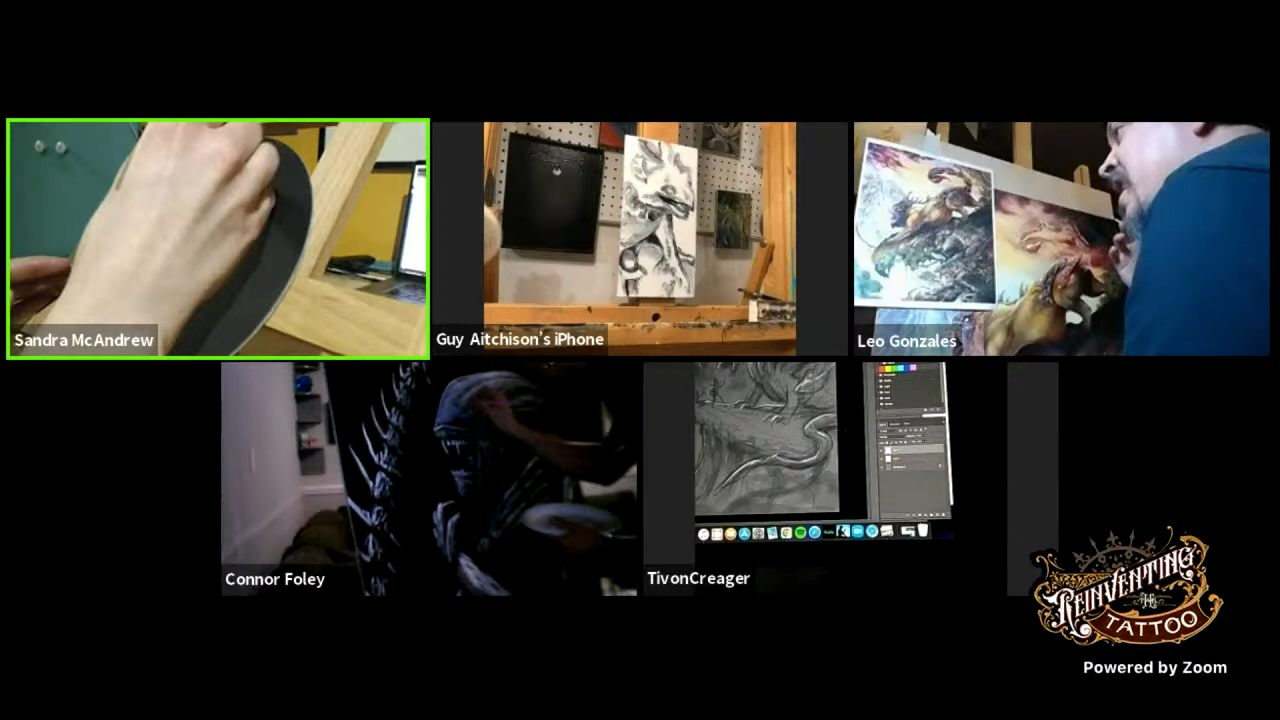 Sandra McAndrew
Guy Aitchison's iPhone
Leo Gonzales
Connor Foley
TivonCreager
REINVENTING
THE
TATTOO
Powered by Zoom